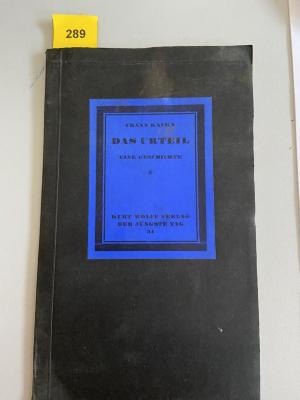 289
FRANZ KAFKA
DAS URTEIL
EINE GESCHICHTE
KURT WOLFF VERLAG
DER JÜNGSTE TAG
34